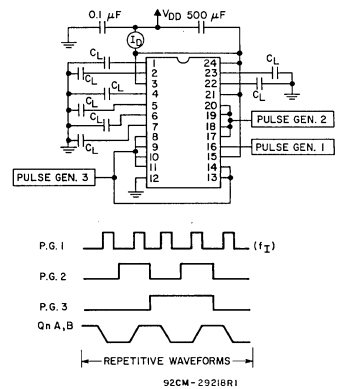 0.1 µF
VDD 500 µF
ID
CL
1 24
CL
2 23
CL
3 22
CL
CL
4 21
CL
5 20
6 19
PULSE GEN. 2
CL
7 18
CL
8 17
9 16
PULSE GEN. 1
10 15
PULSE GEN. 3
11 14
12 13
P.G. 1 (fI)
P.G. 2
P.G. 3
Qn A,B
REPETITIVE WAVEFORMS
92CM-29218R1